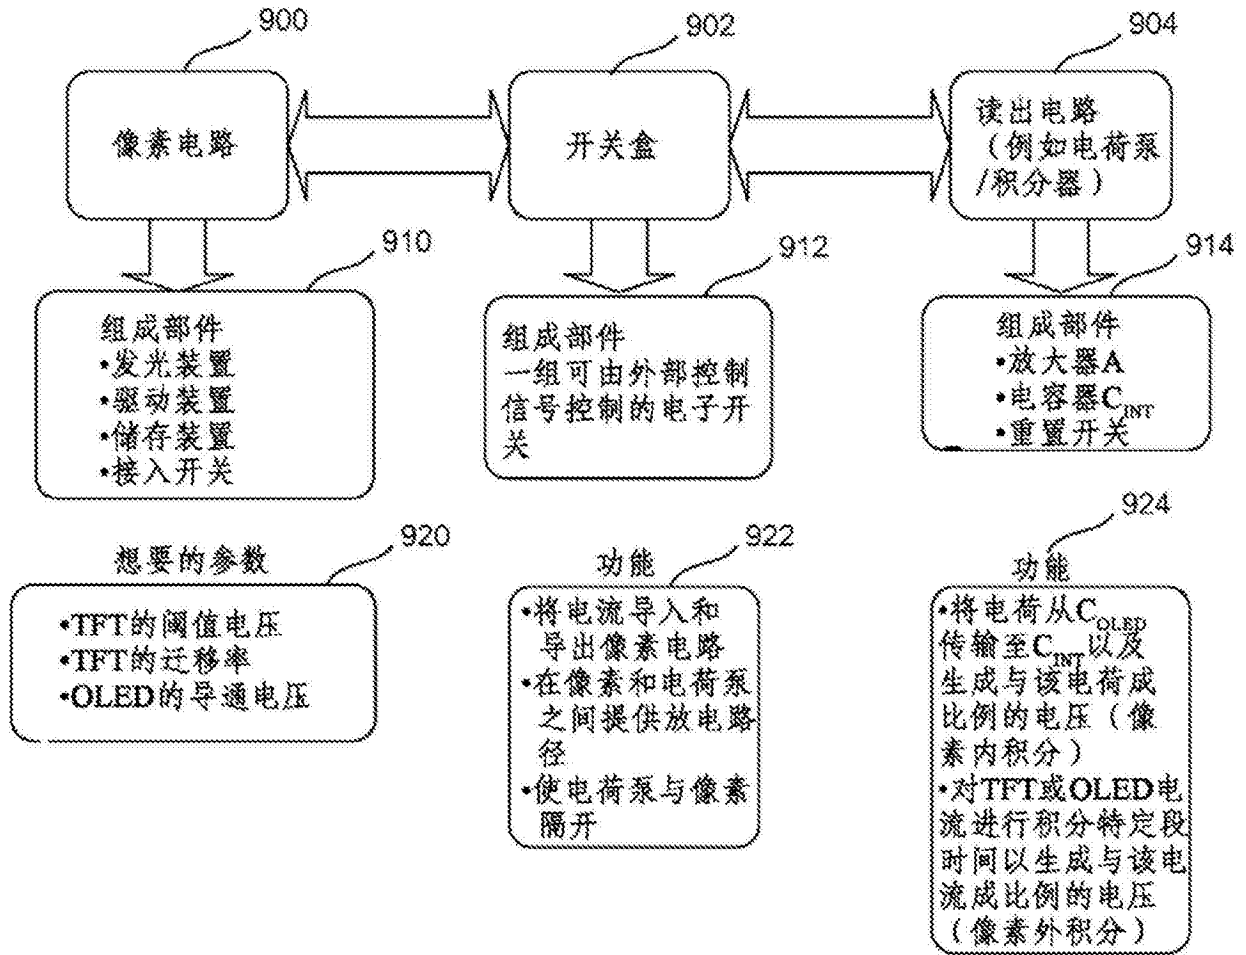 900
902
904
像素电路
开关盒
读出电路
（例如电荷泵
/积分器）
910
912
914
组成部件
•发光装置
•驱动装置
•储存装置
•接入开关
组成部件
一组可由外部控制
信号控制的电子开
关
组成部件
•放大器A
•电容器CINT
•重置开关
920
922
924
想要的参数
•TFT的阈值电压
•TFT的迁移率
•OLED的导通电压
功能
•将电流导入和
导出像素电路
•在像素和电荷泵
之间提供放电路
径
•使电荷泵与像素
隔开
功能
•将电荷从COLED
传输至CINT以及
生成与该电荷成
比例的电压（像
素内积分）
•对TFT或OLED电
流进行积分特定段
时间以生成与该电
流成比例的电压
（像素外积分）